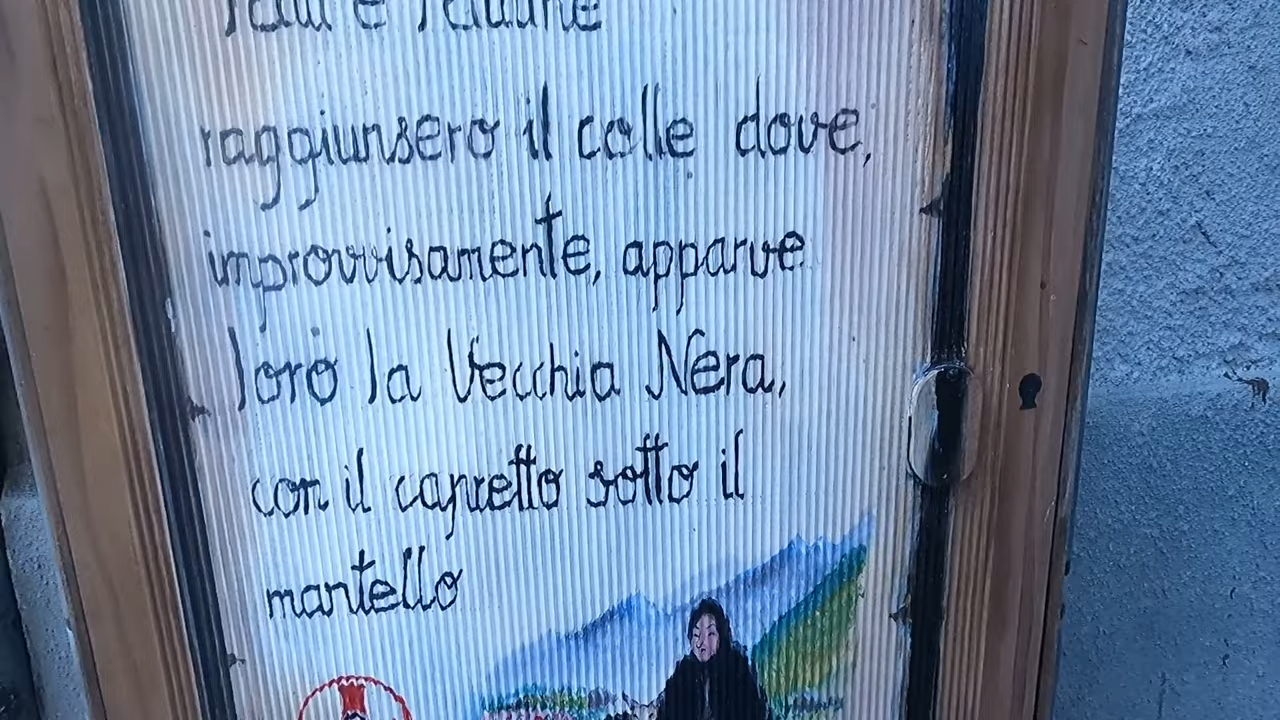 raggiunsero il colle dove,
improvvisamente, apparve
loro la Vecchia Nera,
con il capretto sotto il
mantello